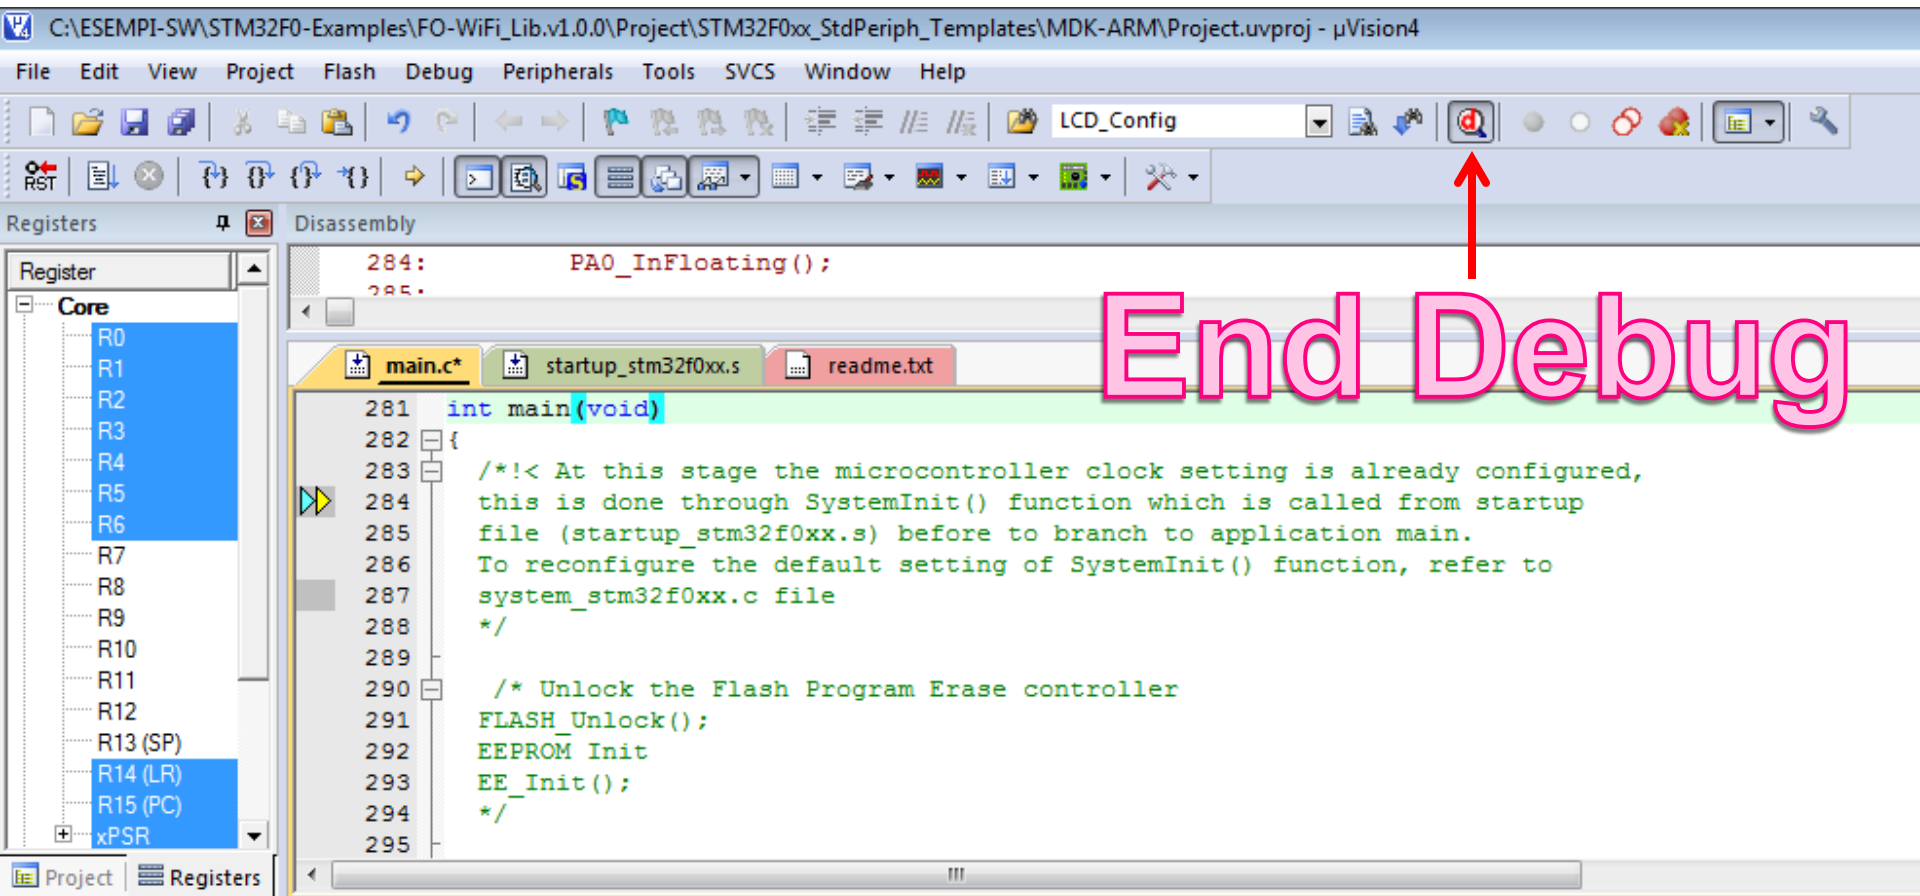 C:\ESEMPI-SW\STM32F0-Examples\FO-WiFi_Lib.v1.0.0\Project\STM32F0xx_StdPeriph_Templates\MDK-ARM\Project.uvproj - µVision4
File Edit View Project Flash Debug Peripherals Tools SVCS Window Help
LCD_Config
RST
Registers
Disassembly
Register
284: PA0_InFloating();
285:
Core
R0
R1
R2
R3
R4
R5
R6
R7
R8
R9
R10
R11
R12
R13 (SP)
R14 (LR)
R15 (PC)
xPSR
Project Registers
End Debug
main.c* startup_stm32f0xx.s readme.txt
281 int main(void)
282 {
283 /*!< At this stage the microcontroller clock setting is already configured,
284 this is done through SystemInit() function which is called from startup
285 file (startup_stm32f0xx.s) before to branch to application main.
286 To reconfigure the default setting of SystemInit() function, refer to
287 system_stm32f0xx.c file
288 */
289
290 /* Unlock the Flash Program Erase controller
291 FLASH_Unlock();
292 EEPROM Init
293 EE_Init();
294 */
295